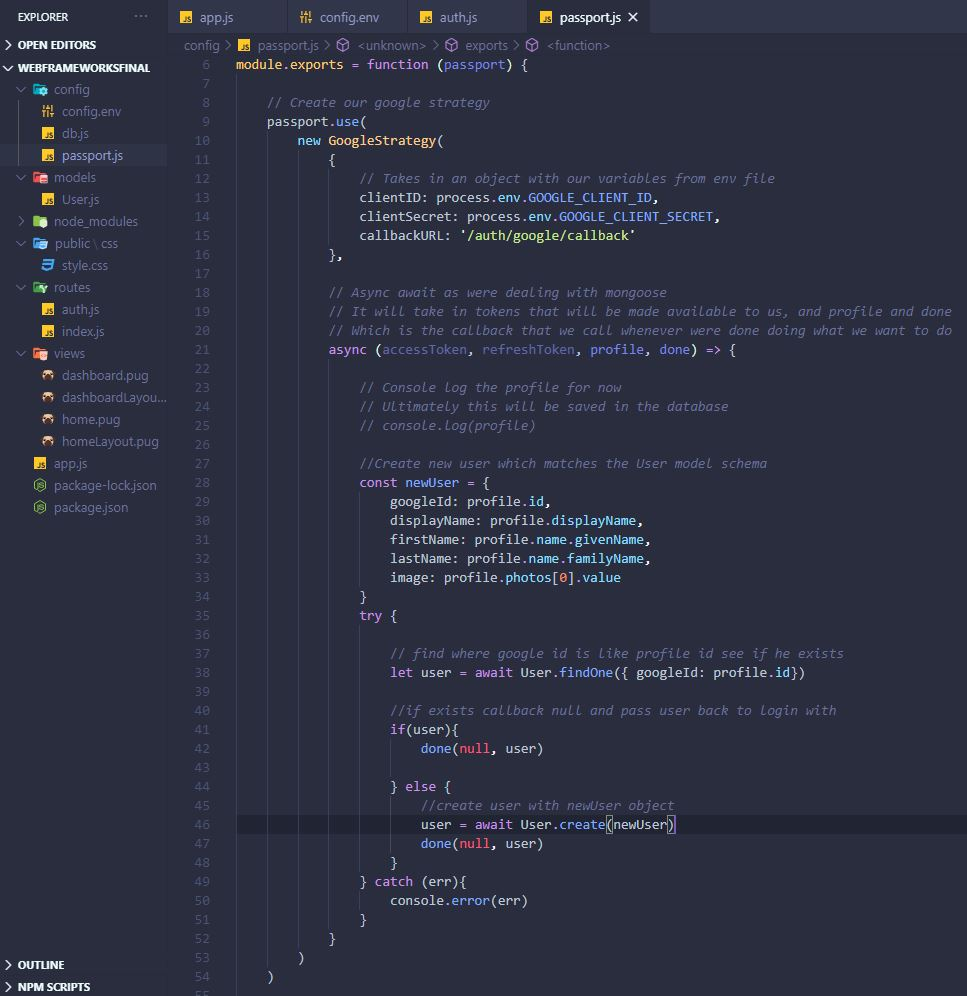 EXPLORER ...
OPEN EDITORS
WEBFRAMEWORKSFINAL
config
config.env
db.js
passport.js
models
User.js
node_modules
public \ css
style.css
routes
auth.js
index.js
views
dashboard.pug
dashboardLayou...
home.pug
homeLayout.pug
app.js
package-lock.json
package.json
OUTLINE
NPM SCRIPTS
app.js config.env auth.js passport.js
config > passport.js > <unknown> > exports > <function>
6 module.exports = function (passport) {
7
8 // Create our google strategy
9 passport.use(
10 new GoogleStrategy(
11 {
12 // Takes in an object with our variables from env file
13 clientID: process.env.GOOGLE_CLIENT_ID,
14 clientSecret: process.env.GOOGLE_CLIENT_SECRET,
15 callbackURL: '/auth/google/callback'
16 },
17
18 // Async await as were dealing with mongoose
19 // It will take in tokens that will be made available to us, and profile and done
20 // Which is the callback that we call whenever were done doing what we want to do
21 async (accessToken, refreshToken, profile, done) => {
22
23 // Console log the profile for now
24 // Ultimately this will be saved in the database
25 // console.log(profile)
26
27 //Create new user which matches the User model schema
28 const newUser = {
29 googleId: profile.id,
30 displayName: profile.displayName,
31 firstName: profile.name.givenName,
32 lastName: profile.name.familyName,
33 image: profile.photos[0].value
34 }
35 try {
36
37 // find where google id is like profile id see if he exists
38 let user = await User.findOne({ googleId: profile.id})
39
40 //if exists callback null and pass user back to login with
41 if(user){
42 done(null, user)
43
44 } else {
45 //create user with newUser object
46 user = await User.create(newUser)
47 done(null, user)
48 }
49 } catch (err){
50 console.error(err)
51 }
52 }
53 )
54 )
55